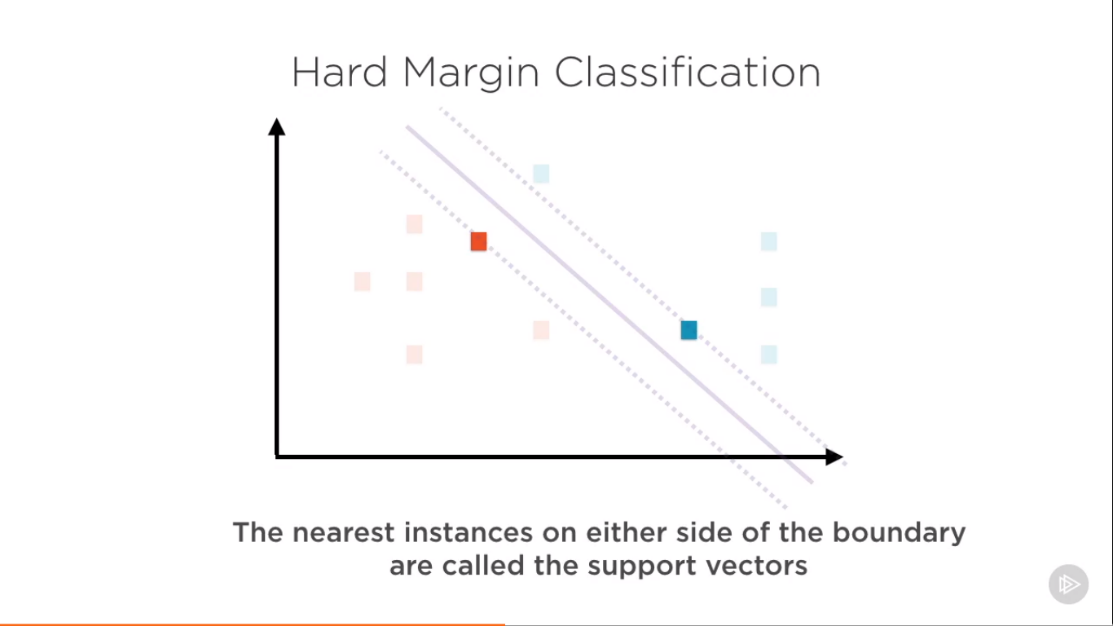 Hard Margin Classification
The nearest instances on either side of the boundary
are called the support vectors